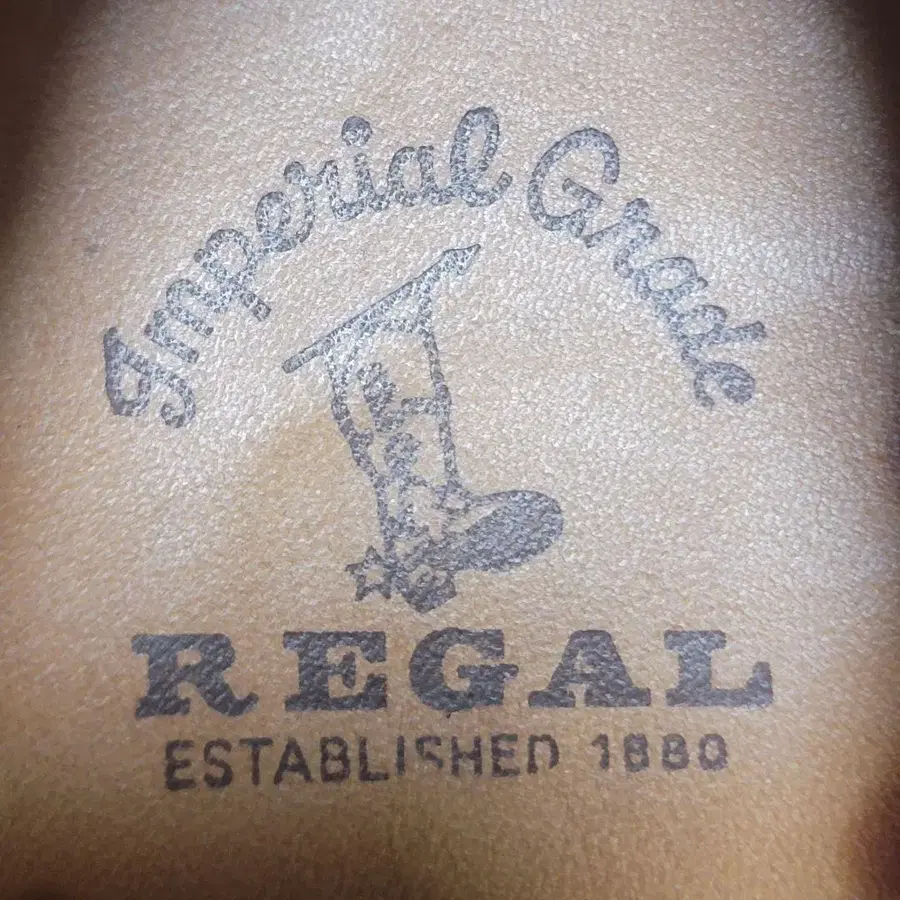 Imperial Grade
REGAL
ESTABLISHED 1880